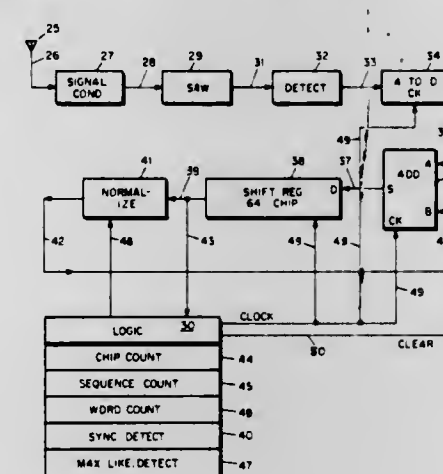 25
26
27
28
29
31
32
33
34
SIGNAL COND
SAW
DETECT
A TO D CK
49
41
39
38
37
NORMAL-IZE
SHIFT REG 64 CHIP
D
S
ADD
A
B
CK
42
48
43
49
49
49
LOGIC
30
CLOCK
50
CLEAR
CHIP COUNT
44
SEQUENCE COUNT
45
WORD COUNT
48
SYNC DETECT
40
MAX LIKE. DETECT
47